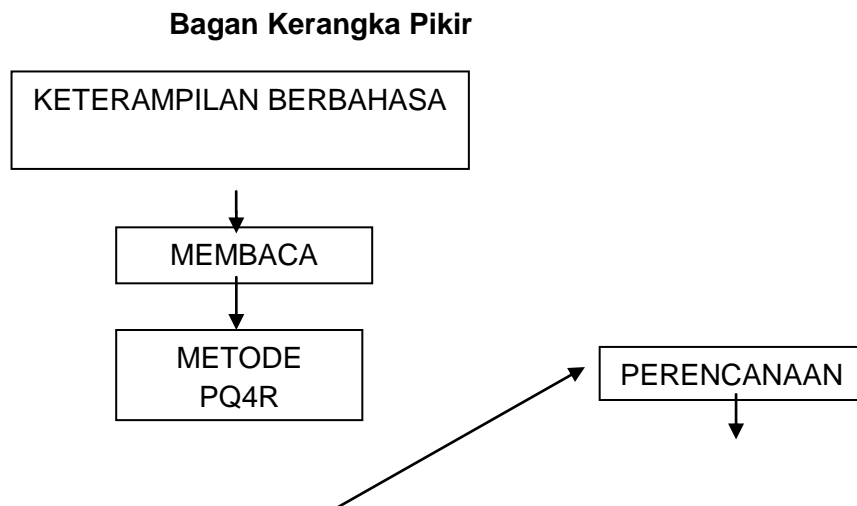 Bagan Kerangka Pikir
KETERAMPILAN BERBAHASA
MEMBACA
METODE
PQ4R
PERENCANAAN